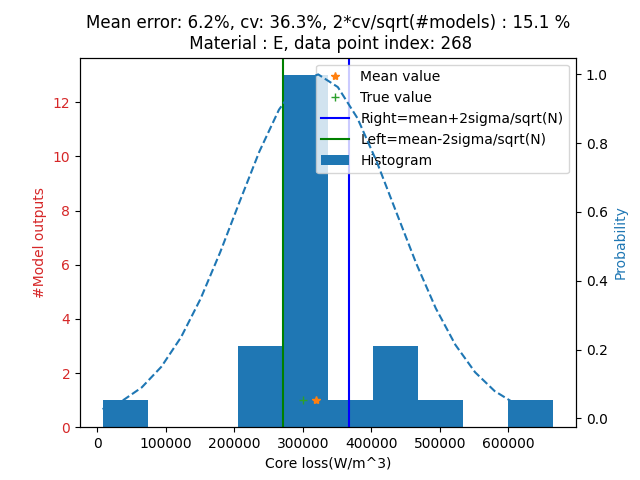 Mean error: 6.2%, cv: 36.3%, 2*cv/sqrt(#models) : 15.1 %
Material : E, data point index: 268
Mean value
True value
Right=mean+2sigma/sqrt(N)
Left=mean-2sigma/sqrt(N)
Histogram
#Model outputs
12
10
8
6
4
2
0
Probability
1.0
0.8
0.6
0.4
0.2
0.0
0 100000 200000 300000 400000 500000 600000
Core loss(W/m^3)